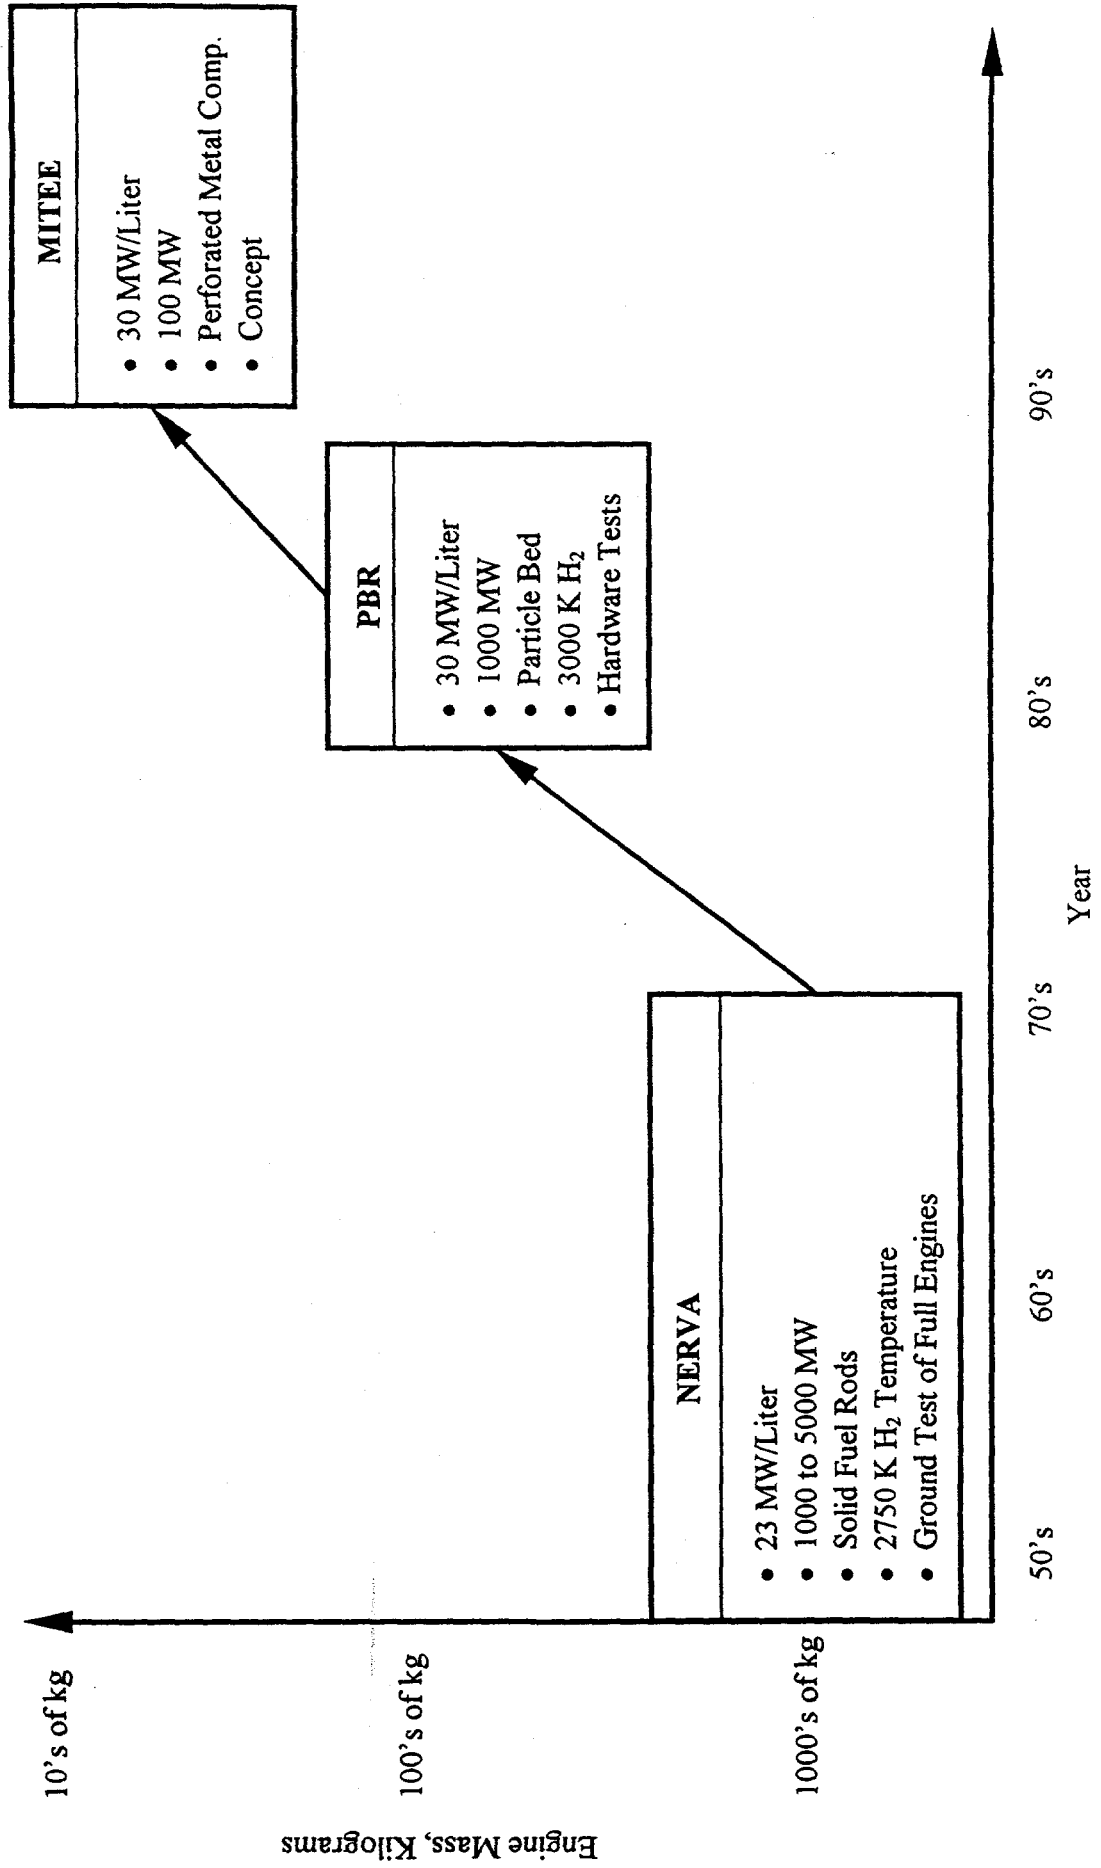 10's of kg
100's of kg
1000's of kg
Engine Mass, Kilograms
MITEE
• 30 MW/Liter
• 100 MW
• Perforated Metal Comp.
• Concept
PBR
• 30 MW/Liter
• 1000 MW
• Particle Bed
• 3000 K H₂
• Hardware Tests
NERVA
• 23 MW/Liter
• 1000 to 5000 MW
• Solid Fuel Rods
• 2750 K H₂ Temperature
• Ground Test of Full Engines
50's
60's
70's
80's
90's
Year